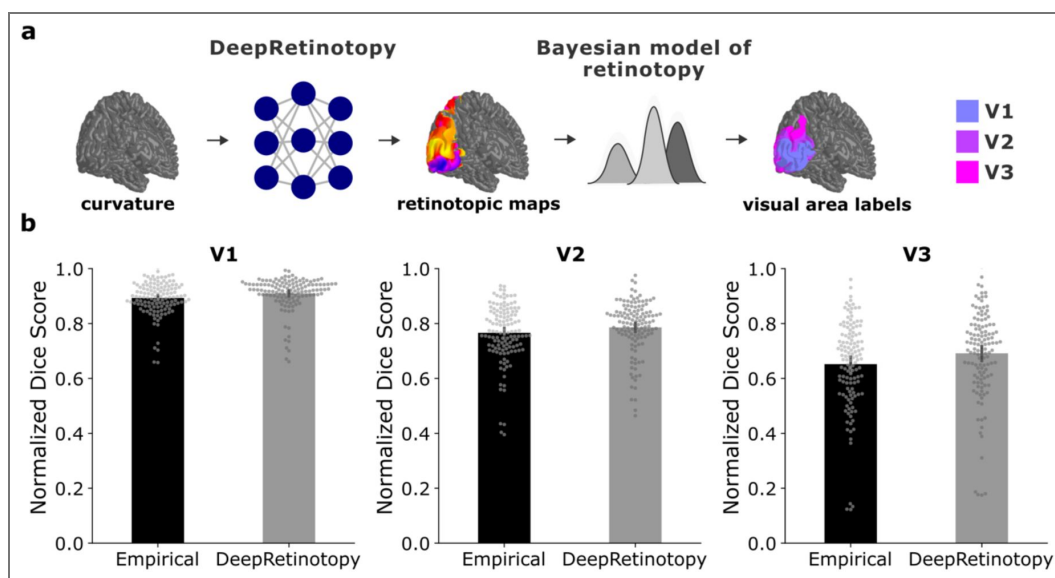 a
DeepRetinotopy
Bayesian model of
retinotopy
curvature
retinotopic maps
visual area labels
V1
V2
V3
b
V1
Normalized Dice Score
1.0
0.8
0.6
0.4
0.2
0.0
Empirical
DeepRetinotopy
V2
Normalized Dice Score
1.0
0.8
0.6
0.4
0.2
0.0
Empirical
DeepRetinotopy
V3
Normalized Dice Score
1.0
0.8
0.6
0.4
0.2
0.0
Empirical
DeepRetinotopy